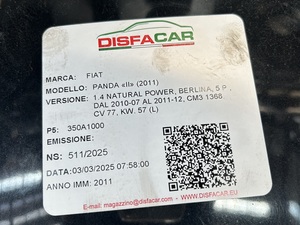 DISFACAR
MARCA: FIAT
MODELLO: PANDA «II» (2011)
VERSIONE: 1.4 NATURAL POWER, BERLINA, 5 P
DAL 2010-07 AL 2011-12, CM3 1368
CV 77, KW. 57 (L)
P5: 350A1000
EMISSIONE:
NS: 511/2025
DATA:03/03/2025 07:58:00
ANNO IMM: 2011
E-mail: magazzino@disfacar.com
WWW.DISFACAR.EU